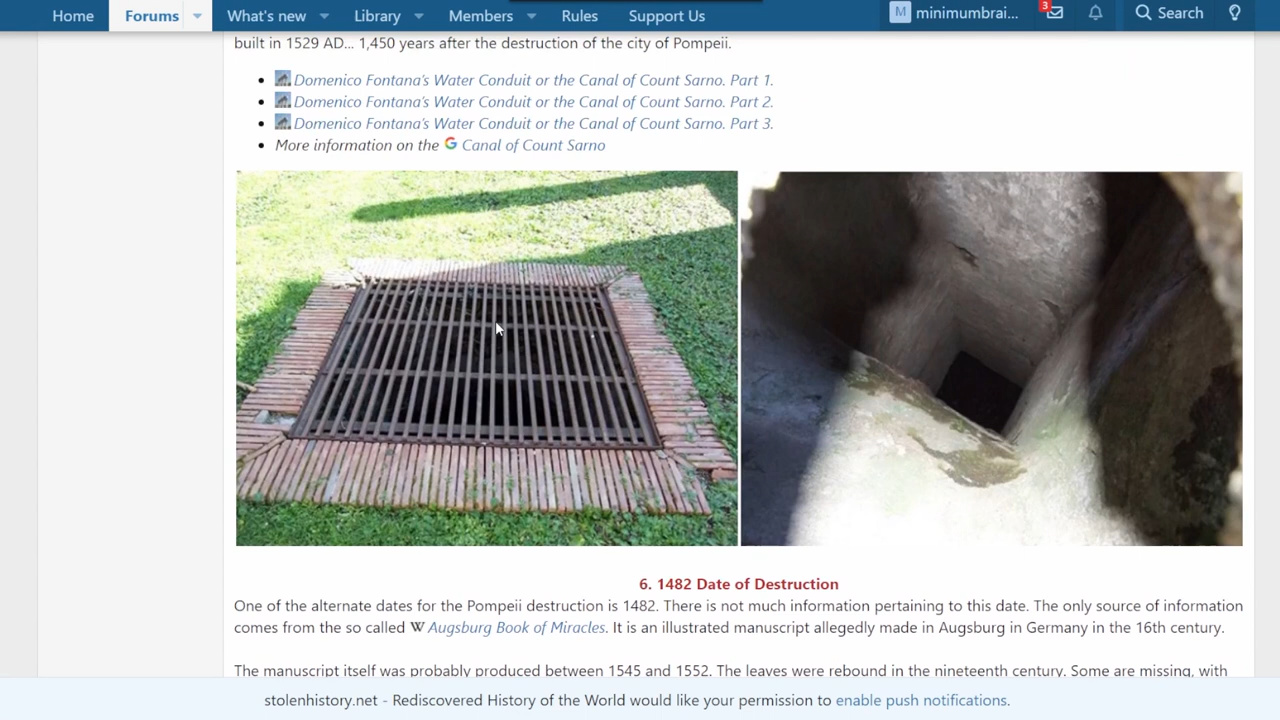 Home Forums What's new Library Members Rules Support Us M minimumbrai... 3 Search
built in 1529 AD... 1,450 years after the destruction of the city of Pompeii.
Domenico Fontana's Water Conduit or the Canal of Count Sarno. Part 1.
Domenico Fontana's Water Conduit or the Canal of Count Sarno. Part 2.
Domenico Fontana's Water Conduit or the Canal of Count Sarno. Part 3.
More information on the G Canal of Count Sarno
6. 1482 Date of Destruction
One of the alternate dates for the Pompeii destruction is 1482. There is not much information pertaining to this date. The only source of information
comes from the so called W Augsburg Book of Miracles. It is an illustrated manuscript allegedly made in Augsburg in Germany in the 16th century.
The manuscript itself was probably produced between 1545 and 1552. The leaves were rebound in the nineteenth century. Some are missing, with
stolenhistory.net - Rediscovered History of the World would like your permission to enable push notifications.